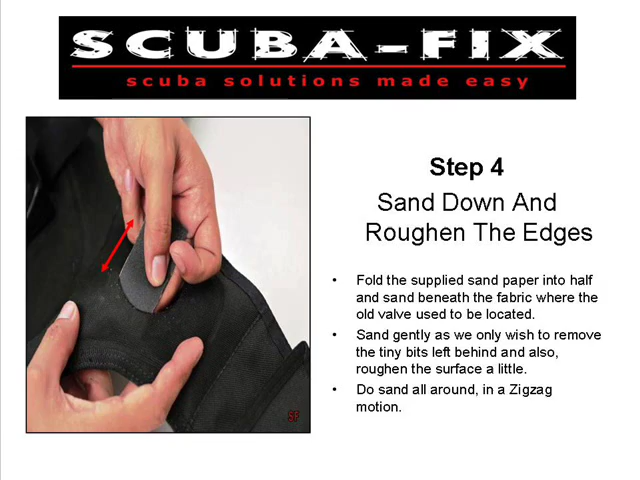 SCUBA-FIX
scuba solutions made easy
Step 4
Sand Down And
Roughen The Edges
• Fold the supplied sand paper into half
and sand beneath the fabric where the
old valve used to be located.
• Sand gently as we only wish to remove
the tiny bits left behind and also,
roughen the surface a little.
• Do sand all around, in a Zigzag
motion.
SF